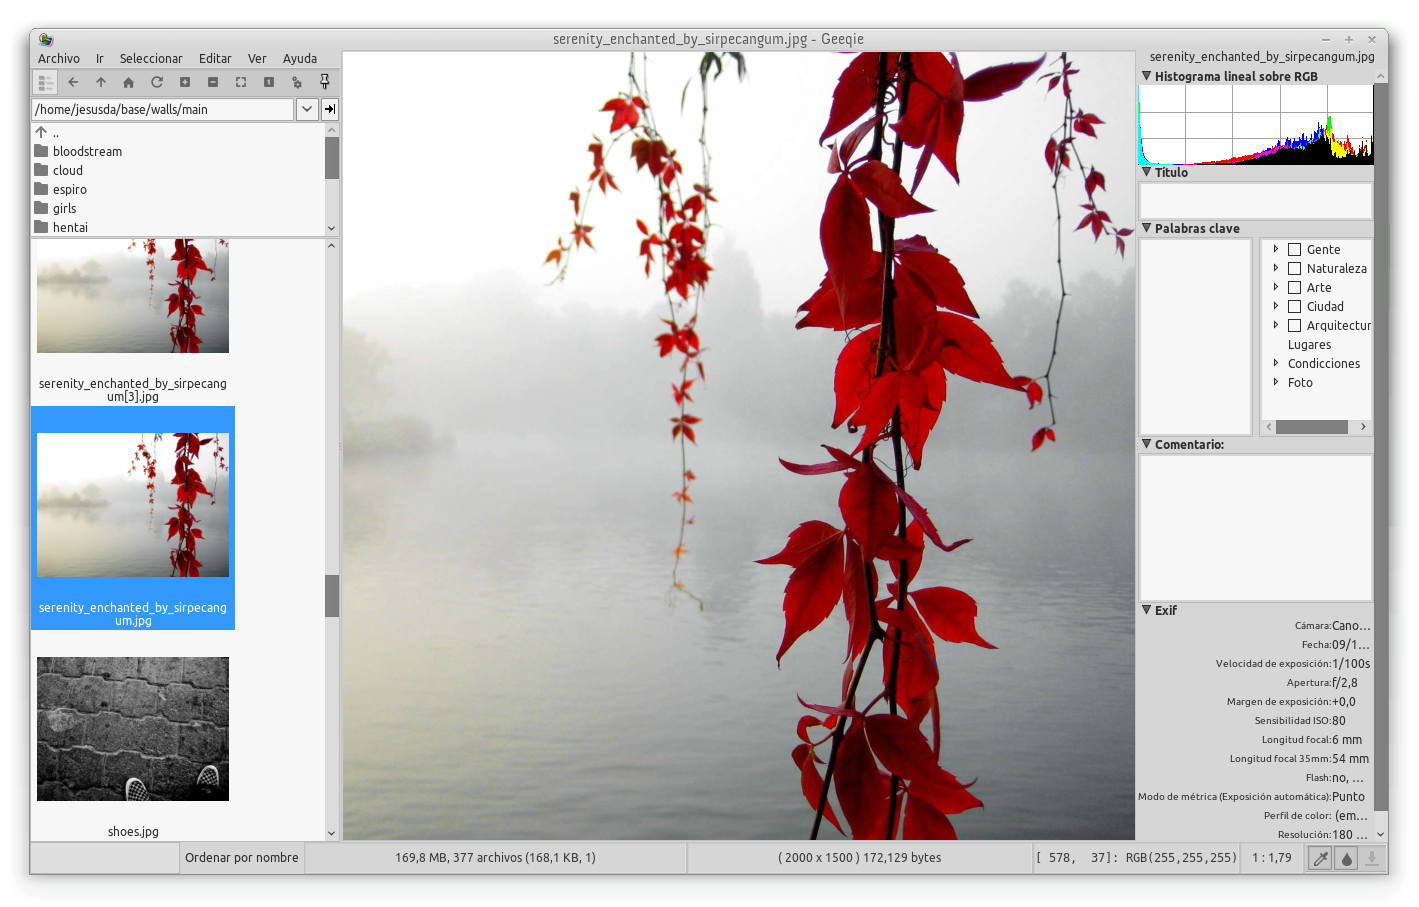 serenity_enchanted_by_sirpecangum.jpg - Geeqie
Archivo Ir Seleccionar Editar Ver Ayuda
/home/jesusda/base/walls/main
..
bloodstream
cloud
espiro
girls
hentai
serenity_enchanted_by_sirpecang
um[3].jpg
serenity_enchanted_by_sirpecang
um.jpg
shoes.jpg
serenity_enchanted_by_sirpecangum.jpg
Histograma lineal sobre RGB
Título
Palabras clave
Gente
Naturaleza
Arte
Ciudad
Arquitectur
Lugares
Condicciones
Foto
Comentario:
Exif
Cámara: Cano...
Fecha: 09/1...
Velocidad de exposición: 1/100s
Apertura: f/2,8
Margen de exposición: +0,0
Sensibilidad ISO: 80
Longitud focal: 6 mm
Longitud focal 35mm: 54 mm
Flash: no, ...
Modo de métrica (Exposición automática): Punto
Perfil de color: (em...
Resolución: 180 ...
Ordenar por nombre 169,8 MB, 377 archivos (168,1 KB, 1) ( 2000 x 1500 ) 172,129 bytes [ 578, 37]: RGB(255,255,255) 1 : 1,79